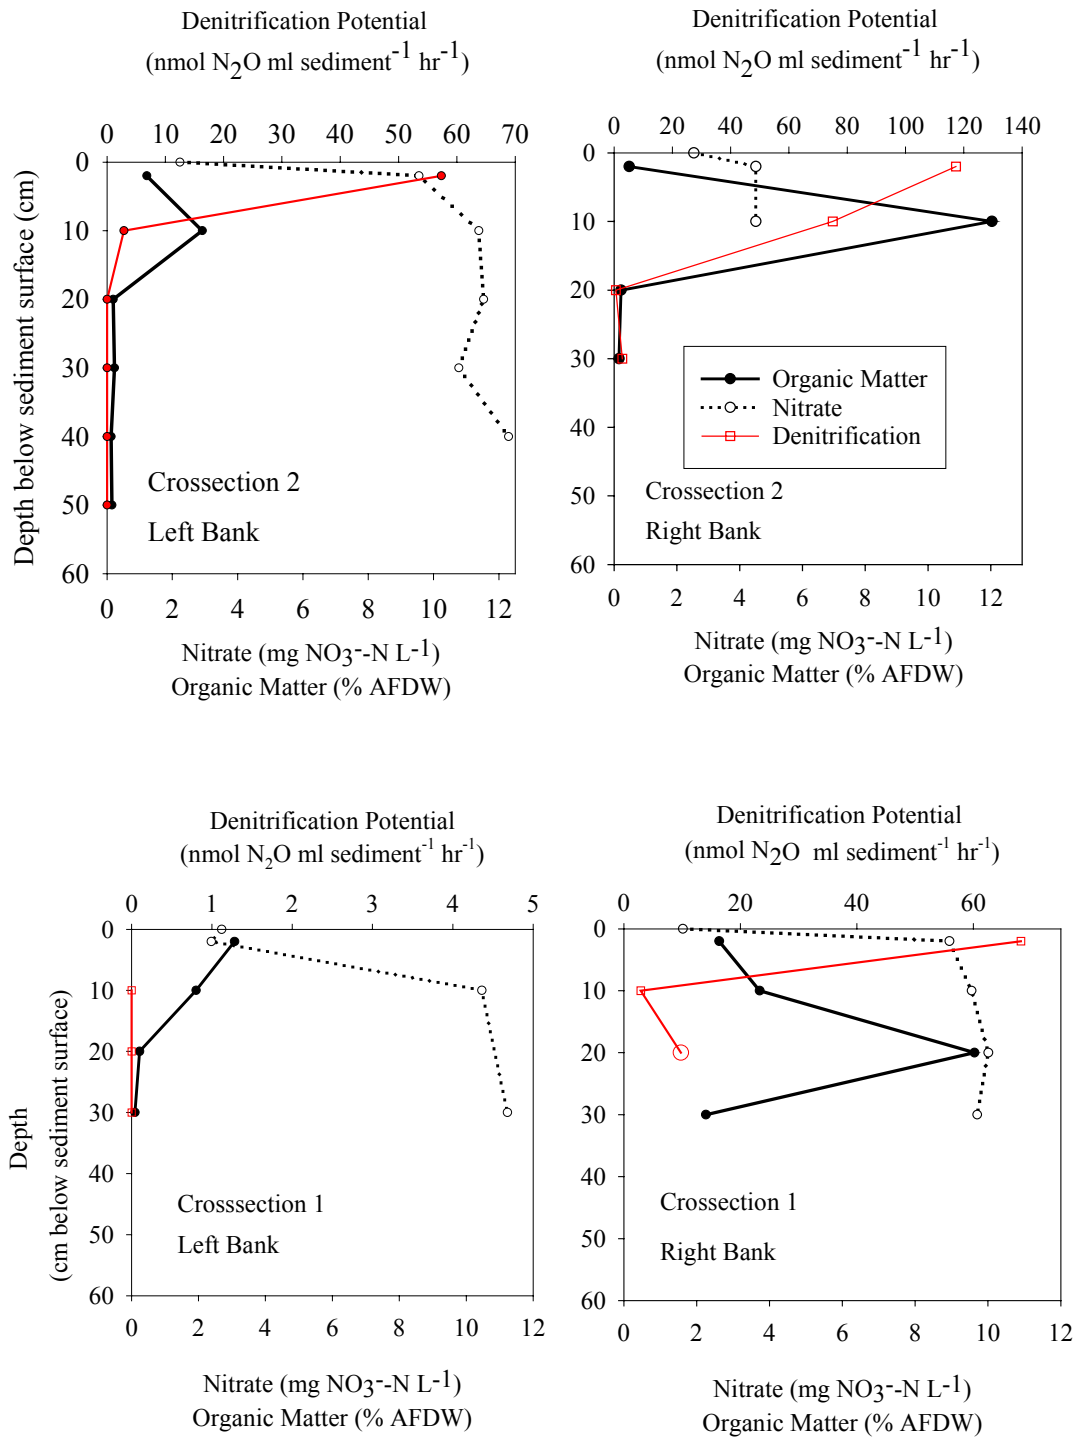 Denitrification Potential
(nmol N2O ml sediment-1 hr-1)
0 10 20 30 40 50 60 70
0
10
20
30
40
50
60
Depth below sediment surface (cm)
Crossection 2
Left Bank
0 2 4 6 8 10 12
Nitrate (mg NO3--N L-1)
Organic Matter (% AFDW)
Denitrification Potential
(nmol N2O ml sediment-1 hr-1)
0 20 40 60 80 100 120 140
0
10
20
30
40
50
60
Organic Matter
Nitrate
Denitrification
Crossection 2
Right Bank
0 2 4 6 8 10 12
Nitrate (mg NO3--N L-1)
Organic Matter (% AFDW)
Denitrification Potential
(nmol N2O ml sediment-1 hr-1)
0 1 2 3 4 5
0
10
20
30
40
50
60
Depth
(cm below sediment surface)
Crosssection 1
Left Bank
0 2 4 6 8 10 12
Nitrate (mg NO3--N L-1)
Organic Matter (% AFDW)
Denitrification Potential
(nmol N2O ml sediment-1 hr-1)
0 20 40 60
0
10
20
30
40
50
60
Crossection 1
Right Bank
0 2 4 6 8 10 12
Nitrate (mg NO3--N L-1)
Organic Matter (% AFDW)